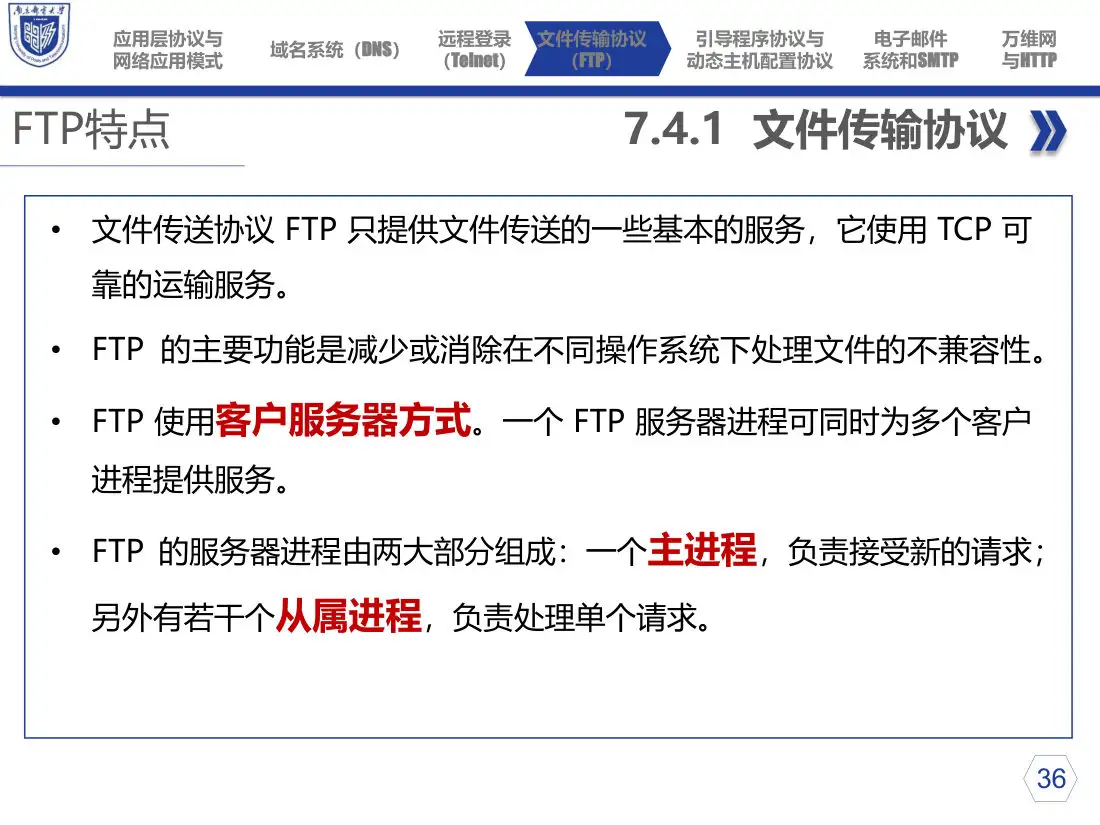 南京邮电大学
应用层协议与
网络应用模式
域名系统（DNS）
远程登录
（Telnet）
文件传输协议
（FTP）
引导程序协议与
动态主机配置协议
电子邮件
系统和SMTP
万维网
与HTTP
FTP特点
7.4.1 文件传输协议
• 文件传送协议 FTP 只提供文件传送的一些基本的服务，它使用 TCP 可
靠的运输服务。
• FTP 的主要功能是减少或消除在不同操作系统下处理文件的不兼容性。
• FTP 使用客户服务器方式。一个 FTP 服务器进程可同时为多个客户
进程提供服务。
• FTP 的服务器进程由两大部分组成：一个主进程，负责接受新的请求；
另外有若干个从属进程，负责处理单个请求。
36